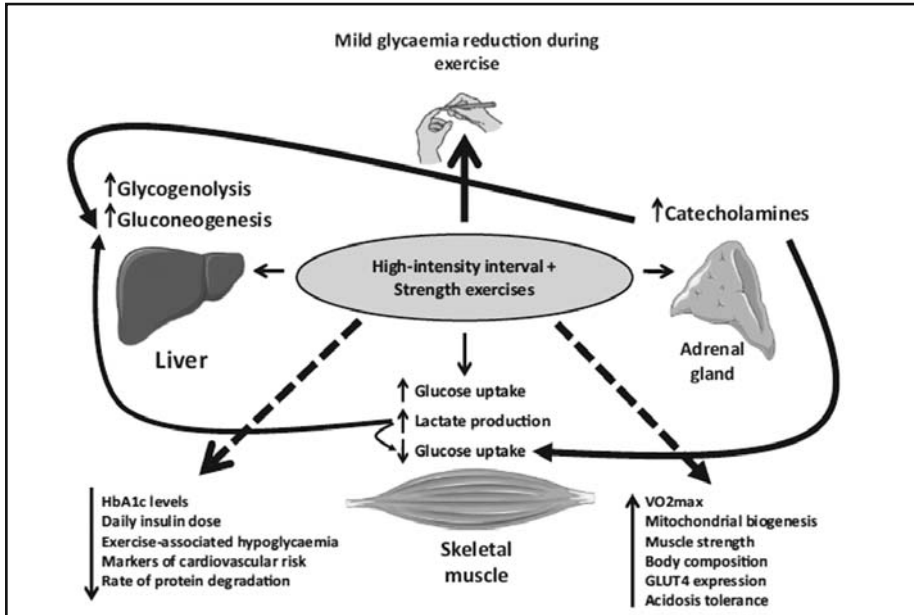 Mild glycaemia reduction during
exercise
↑Glycogenolysis
↑Gluconeogenesis
↑Catecholamines
High-intensity interval +
Strength exercises
Liver
Adrenal
gland
↑ Glucose uptake
↑ Lactate production
↓ Glucose uptake
Skeletal
muscle
HbA1c levels
Daily insulin dose
Exercise-associated hypoglycaemia
Markers of cardiovascular risk
Rate of protein degradation
VO2max
Mitochondrial biogenesis
Muscle strength
Body composition
GLUT4 expression
Acidosis tolerance